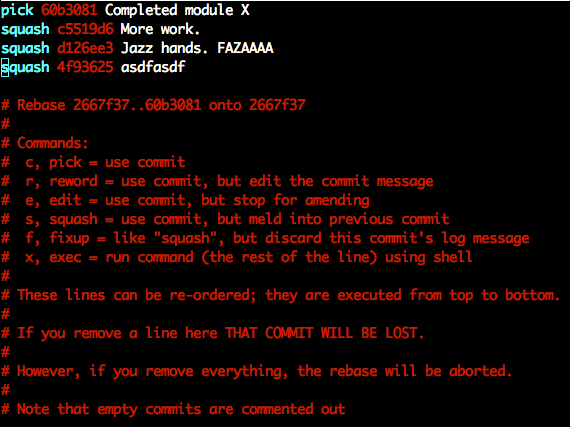 pick 60b3081 Completed module X
squash c5519d6 More work.
squash d126ee3 Jazz hands. FAZAAAA
squash 4f93625 asdfasdf
# Rebase 2667f37..60b3081 onto 2667f37
#
# Commands:
#  c, pick = use commit
#  r, reword = use commit, but edit the commit message
#  e, edit = use commit, but stop for amending
#  s, squash = use commit, but meld into previous commit
#  f, fixup = like "squash", but discard this commit's log message
#  x, exec = run command (the rest of the line) using shell
#
# These lines can be re-ordered; they are executed from top to bottom.
#
# If you remove a line here THAT COMMIT WILL BE LOST.
#
# However, if you remove everything, the rebase will be aborted.
#
# Note that empty commits are commented out